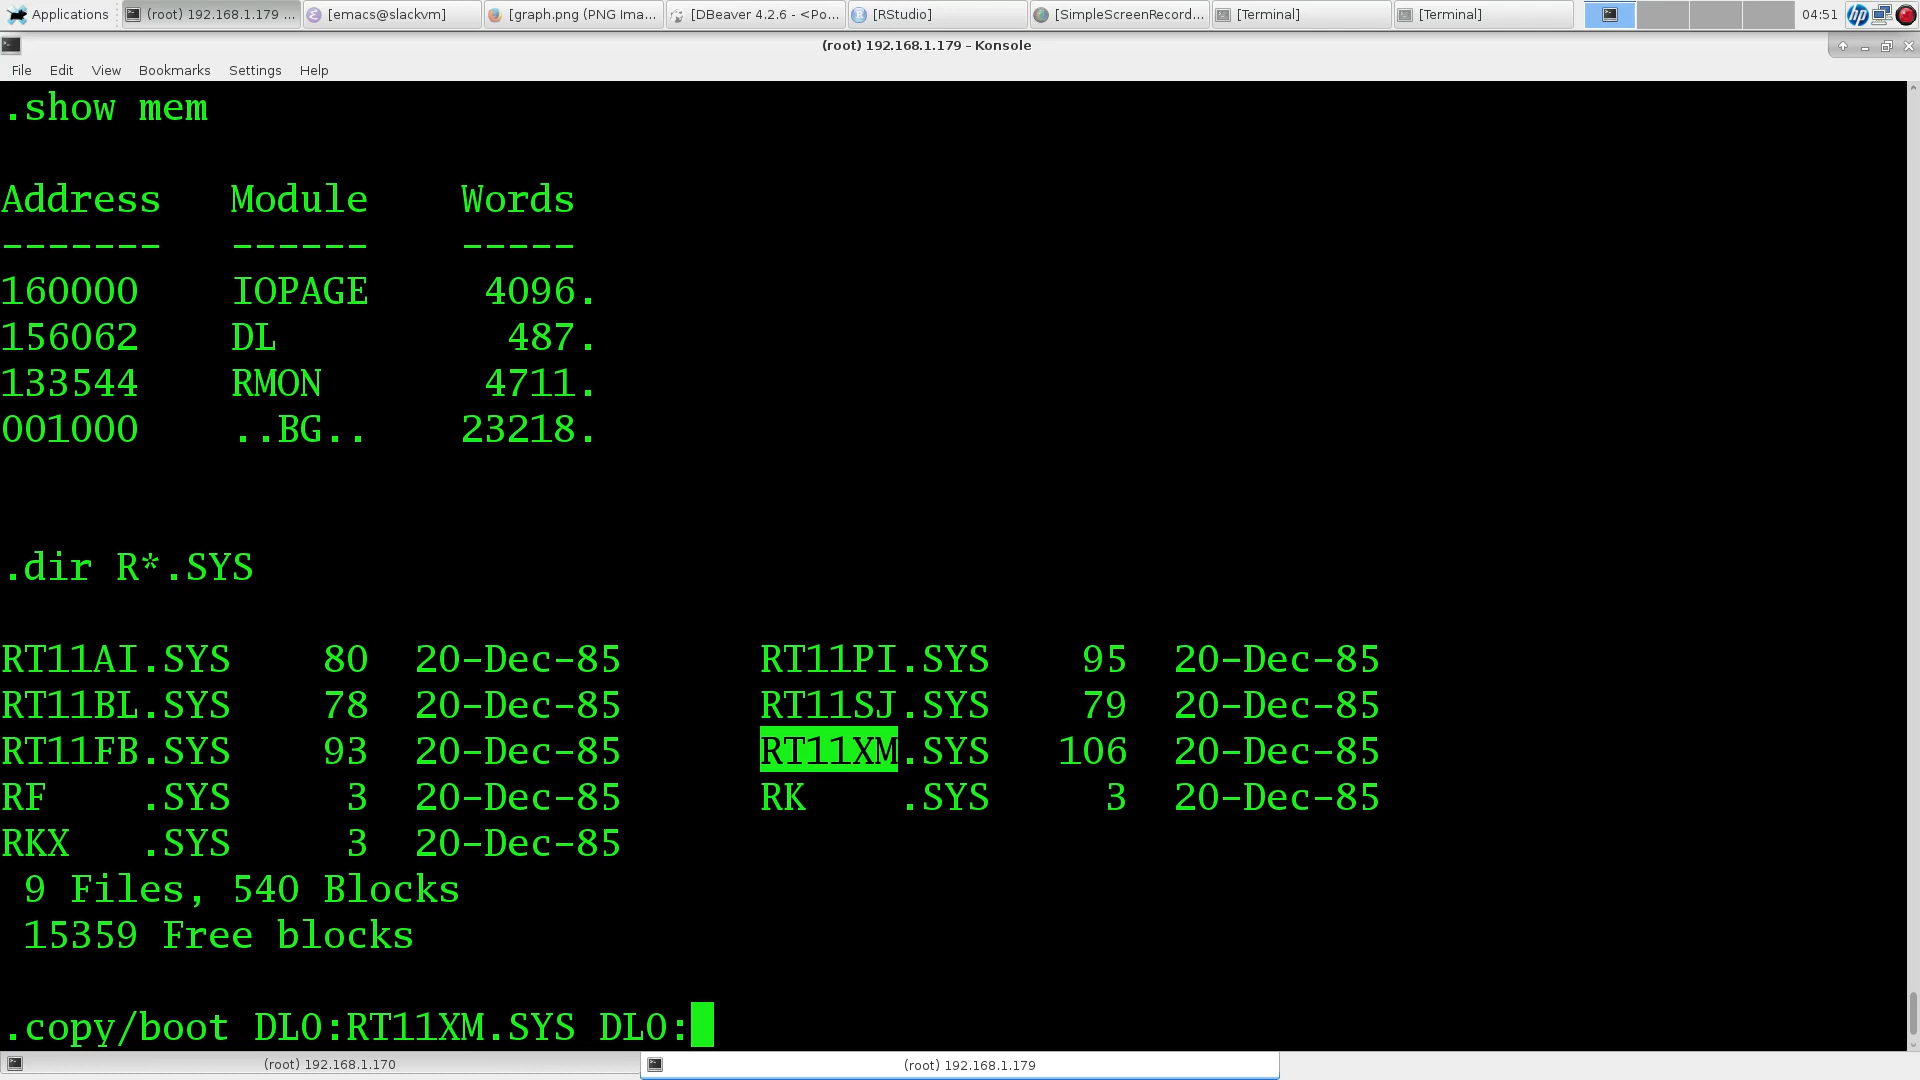 Applications (root) 192.168.1.179 ... [emacs@slackvm] [graph.png (PNG Ima... [DBeaver 4.2.6 - <Po... [RStudio] [SimpleScreenRecord... [Terminal] [Terminal] 04:51 hp
(root) 192.168.1.179 - Konsole
File Edit View Bookmarks Settings Help
.show mem
Address Module Words
------- ------ -----
160000 IOPAGE 4096.
156062 DL 487.
133544 RMON 4711.
001000 ..BG.. 23218.
.dir R*.SYS
RT11AI.SYS 80 20-Dec-85 RT11PI.SYS 95 20-Dec-85
RT11BL.SYS 78 20-Dec-85 RT11SJ.SYS 79 20-Dec-85
RT11FB.SYS 93 20-Dec-85 RT11XM.SYS 106 20-Dec-85
RF .SYS 3 20-Dec-85 RK .SYS 3 20-Dec-85
RKX .SYS 3 20-Dec-85
9 Files, 540 Blocks
15359 Free blocks
.copy/boot DL0:RT11XM.SYS DL0:
(root) 192.168.1.170 (root) 192.168.1.179